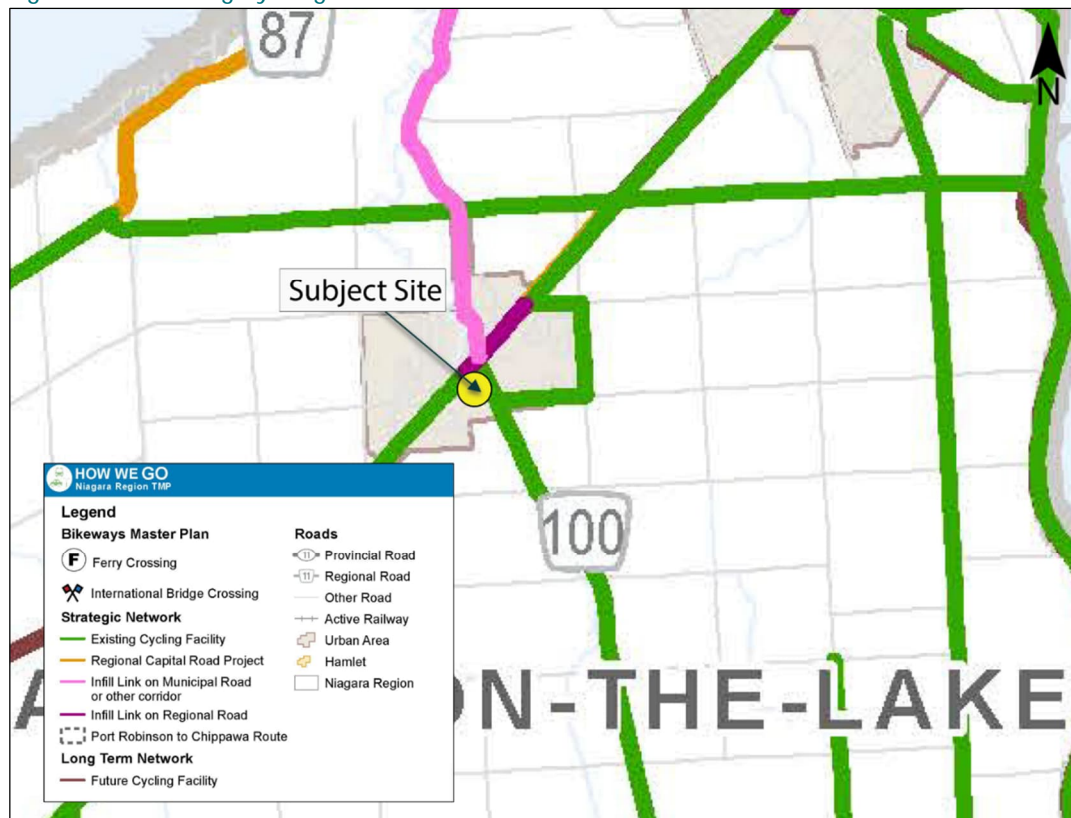 87
N
Subject Site
100
N-THE-LAKE
HOW WE GO
Niagara Region TMP
Legend
Bikeways Master Plan
F Ferry Crossing
International Bridge Crossing
Strategic Network
Existing Cycling Facility
Regional Capital Road Project
Infill Link on Municipal Road
or other corridor
Infill Link on Regional Road
Port Robinson to Chippawa Route
Long Term Network
Future Cycling Facility
Roads
11 Provincial Road
11 Regional Road
Other Road
Active Railway
Urban Area
Hamlet
Niagara Region